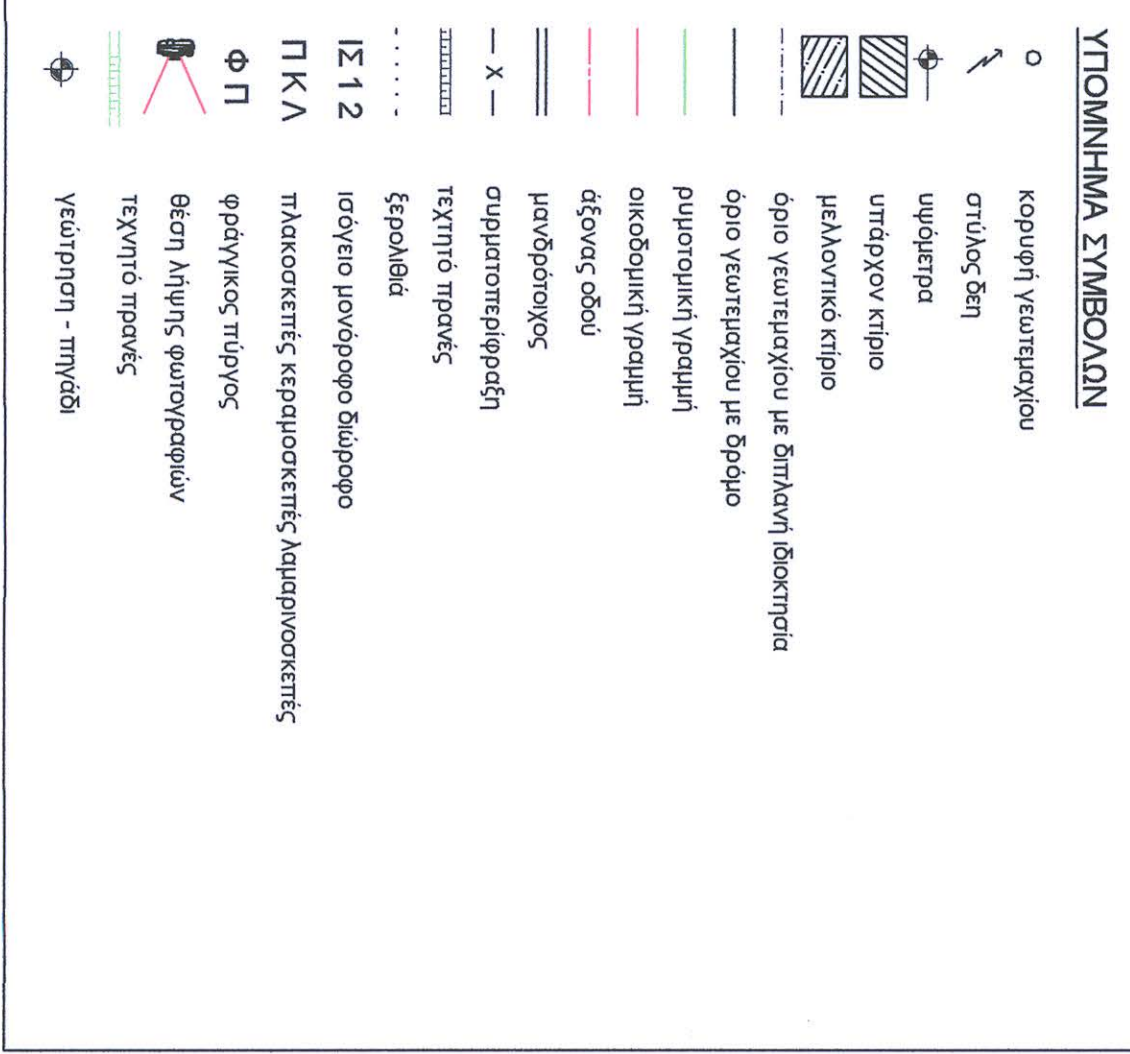 ΥΠΟΜΝΗΜΑ ΣΥΜΒΟΛΩΝ
κορυφή γεωτεμαχίου
στύλος δεη
υψόμετρα
υπάρχον κτίριο
μελλοντικό κτίριο
όριο γεωτεμαχίου με διπλανή ιδιοκτησία
όριο γεωτεμαχίου με δρόμο
ρυμοτομική γραμμή
οικοδομική γραμμή
άξονας οδού
μανδρότοιχος
— x — συρματοπερίφραξη
τεχτητό πρανές
ξερολιθιά
ΙΣ 1 2 ισόγειο μονόροφο διώροφο
Π Κ Λ πλακοσκεπές κεραμοσκεπές λαμαρινοσκεπές
Φ Π φράγγικος πύργος
θέση λήψης φωτογραφιών
τεχνητό πρανές
γεώτρηση - πηγάδι